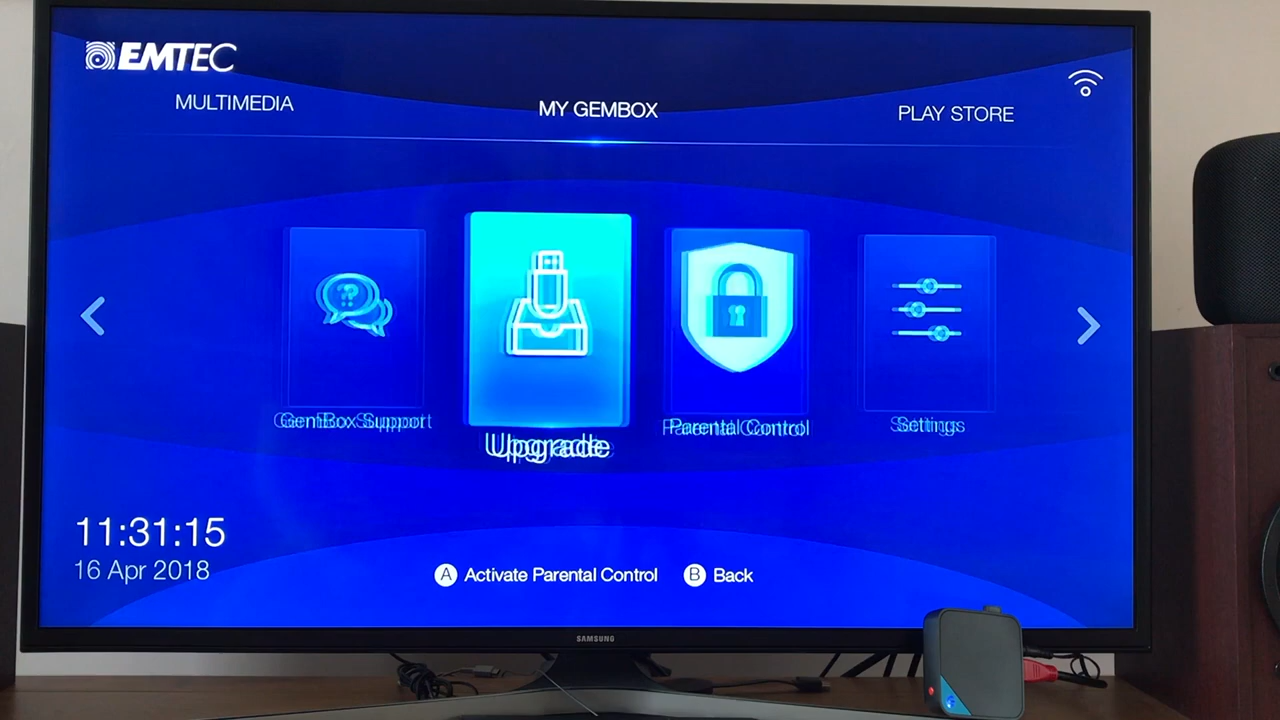 EMTEC
MULTIMEDIA
MY GEMBOX
PLAY STORE
GemBox Support
Upgrade
Parental Control
Settings
11:31:15
16 Apr 2018
A Activate Parental Control
B Back
SAMSUNG